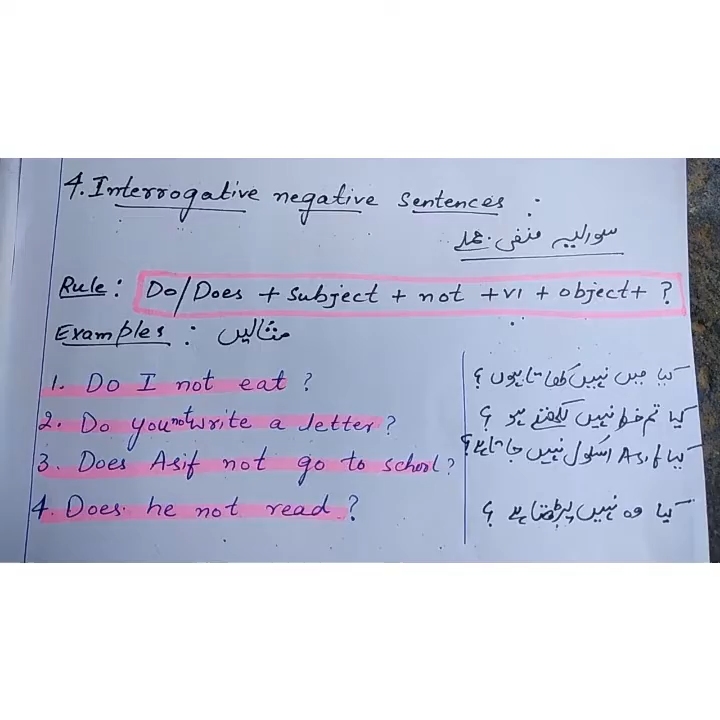 4. Interrogative negative sentences :
سوالیہ منفی جملے
Rule: Do/Does + subject + not + v1 + object + ?
Examples : مثالیں
1. Do I not eat ? کیا میں نہیں کھاتا ہوں ؟
2. Do you not write a letter ? کیا تم خط نہیں لکھتے ہو ؟
3. Does Asif not go to school ? کیا Asif اسکول نہیں جاتا ہے ؟
4. Does he not read ? کیا وہ نہیں پڑھتا ہے ؟